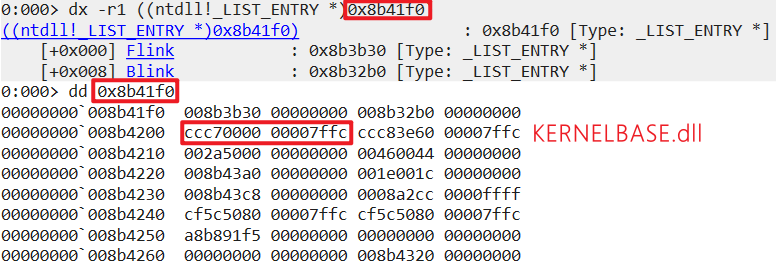 0:000> dx -r1 ((ntdll!_LIST_ENTRY *)0x8b41f0)
((ntdll!_LIST_ENTRY *)0x8b41f0) : 0x8b41f0 [Type: _LIST_ENTRY *]
[+0x000] Flink : 0x8b3b30 [Type: _LIST_ENTRY *]
[+0x008] Blink : 0x8b32b0 [Type: _LIST_ENTRY *]
0:000> dd 0x8b41f0
00000000`008b41f0 008b3b30 00000000 008b32b0 00000000
00000000`008b4200 ccc70000 00007ffc ccc83e60 00007ffc KERNELBASE.dll
00000000`008b4210 002a5000 00000000 00460044 00000000
00000000`008b4220 008b43a0 00000000 001e001c 00000000
00000000`008b4230 008b43c8 00000000 0008a2cc 0000ffff
00000000`008b4240 cf5c5080 00007ffc cf5c5080 00007ffc
00000000`008b4250 a8b891f5 00000000 00000000 00000000
00000000`008b4260 00000000 00000000 008b4320 00000000